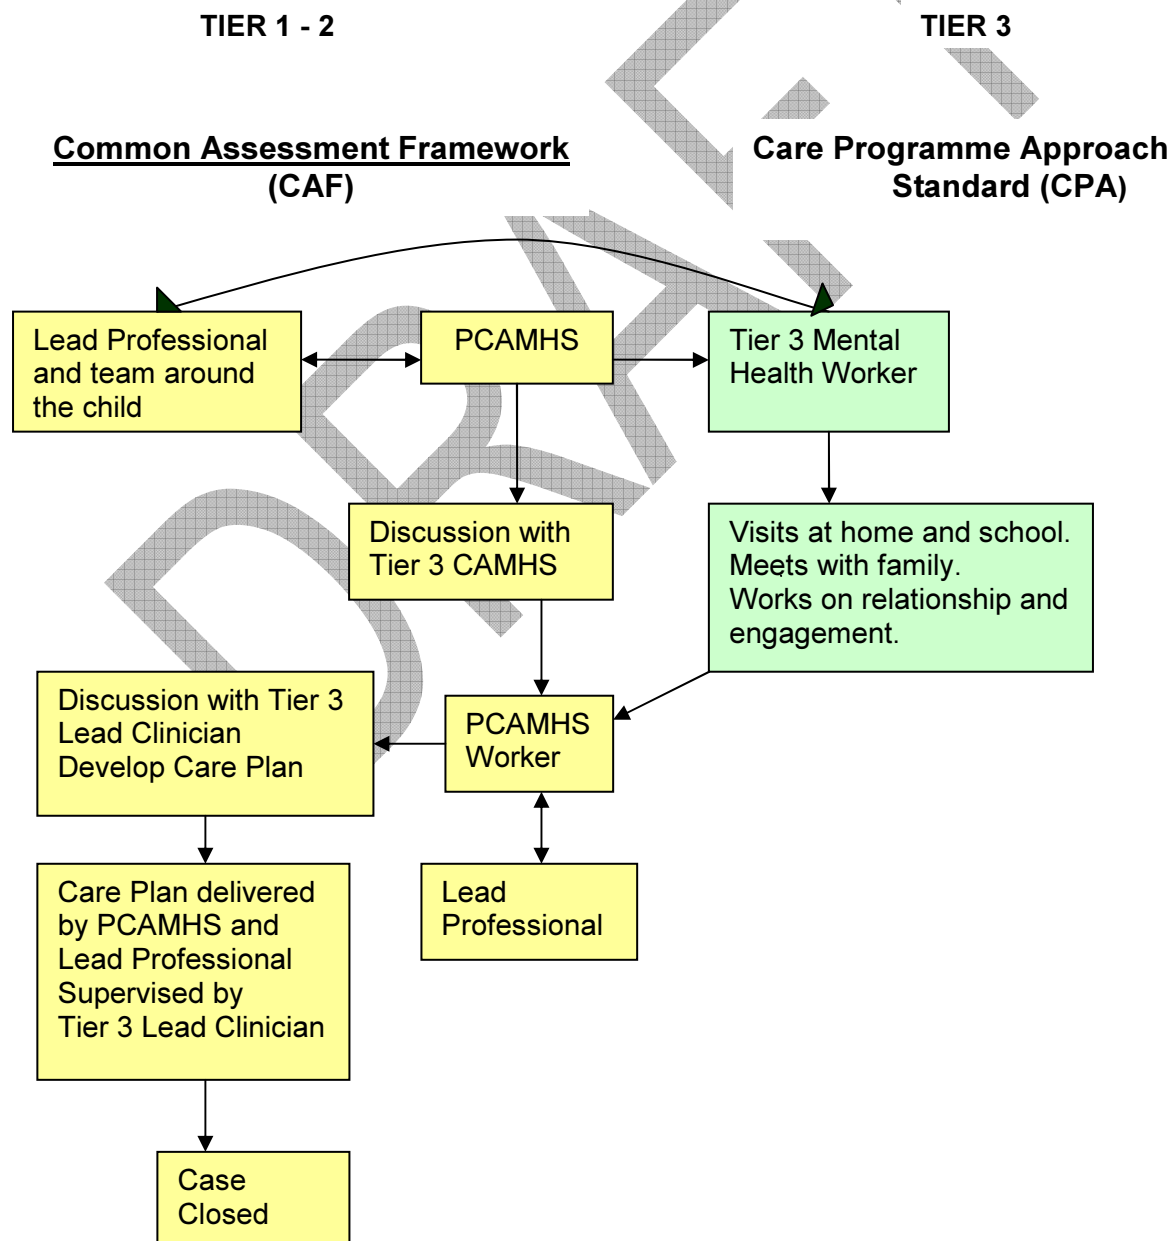 TIER 1 - 2
TIER 3
Common Assessment Framework
(CAF)
Care Programme Approach
Standard (CPA)
Lead Professional
and team around
the child
PCAMHS
Tier 3 Mental
Health Worker
Discussion with
Tier 3 CAMHS
Visits at home and school.
Meets with family.
Works on relationship and
engagement.
Discussion with Tier 3
Lead Clinician
Develop Care Plan
PCAMHS
Worker
Care Plan delivered
by PCAMHS and
Lead Professional
Supervised by
Tier 3 Lead Clinician
Lead
Professional
Case
Closed
DRAFT